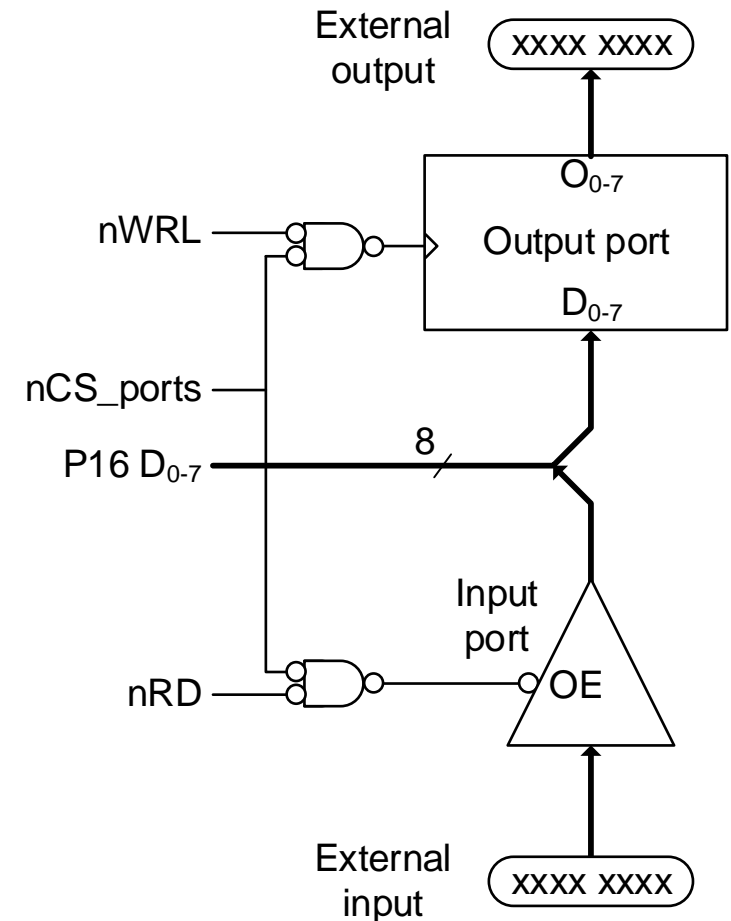 External
output
xxxx xxxx
O₀₋₇
nWRL
Output port
D₀₋₇
nCS_ports
8
P16 D₀₋₇
Input
port
nRD
OE
External
input
xxxx xxxx